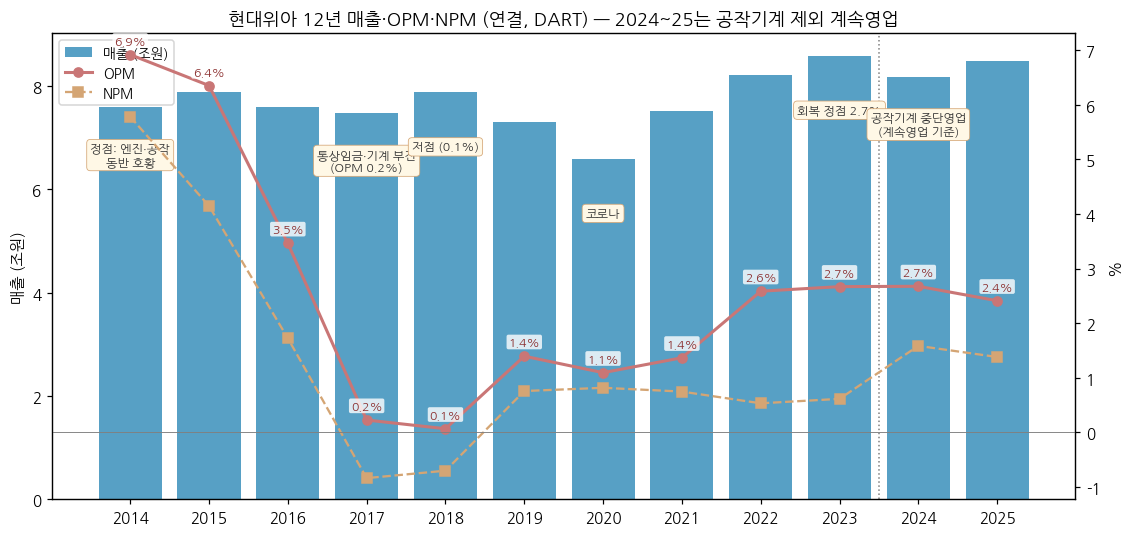 현대위아 12년 매출·OPM·NPM (연결, DART) — 2024~25는 공작기계 제외 계속영업
매출 (조원)
OPM
NPM
6.9%
6.4%
3.5%
0.2%
0.1%
1.4%
1.1%
1.4%
2.6%
2.7%
2.7%
2.4%
정점: 엔진·공작
동반 호황
통상임금·기계 부진
(OPM 0.2%)
저점 (0.1%)
코로나
회복 정점 2.7%
공작기계 중단영업
(계속영업 기준)
매출 (조원)
8
6
4
2
0
7
6
5
4
3
2
1
0
-1
%
2014
2015
2016
2017
2018
2019
2020
2021
2022
2023
2024
2025